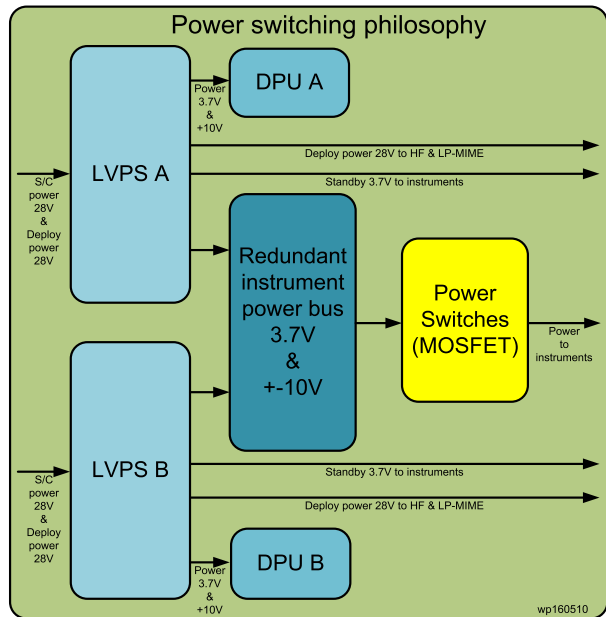 Power switching philosophy
DPU A
Power
3.7V
&
+10V
Deploy power 28V to HF & LP-MIME
LVPS A
Standby 3.7V to instruments
S/C
power
28V
&
Deploy
power
28V
Redundant
instrument
power bus
3.7V
&
+-10V
Power
Switches
(MOSFET)
Power
to
instruments
LVPS B
Standby 3.7V to instruments
S/C
power
28V
&
Deploy
power
28V
Deploy power 28V to HF & LP-MIME
DPU B
Power
3.7V
&
+10V
wp160510